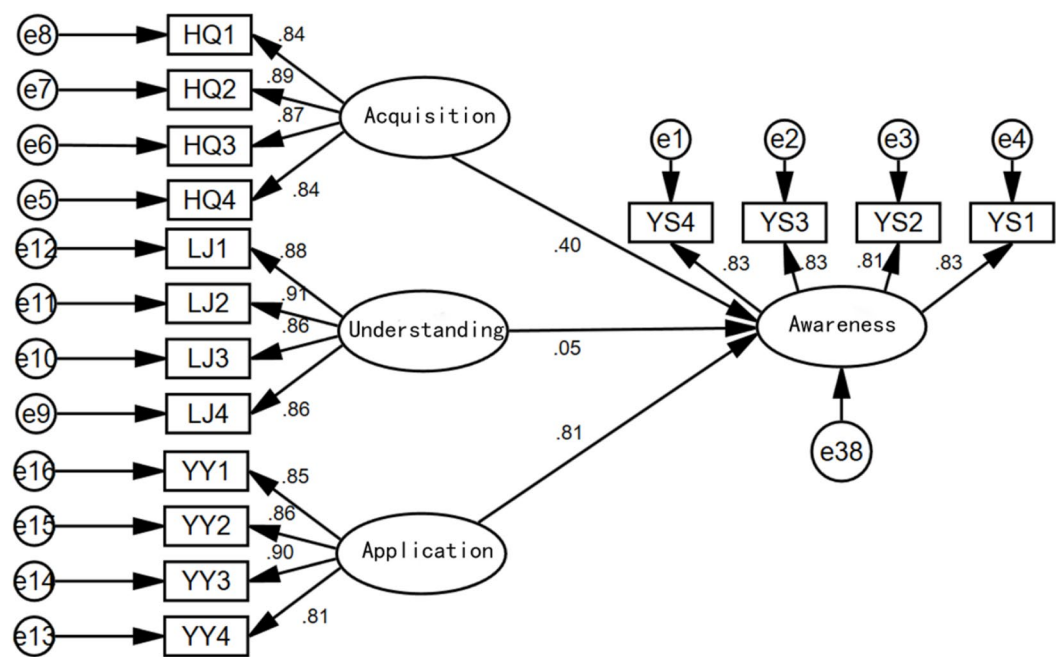 e8 HQ1 .84
e7 HQ2 .89
e6 HQ3 .87
e5 HQ4 .84
Acquisition
e12 LJ1 .88
e11 LJ2 .91
e10 LJ3 .86
e9 LJ4 .86
Understanding
e16 YY1 .85
e15 YY2 .86
e14 YY3 .90
e13 YY4 .81
Application
.40
.05
.81
e1 e2 e3 e4
YS4 YS3 YS2 YS1
.83 .83 .81 .83
Awareness
e38